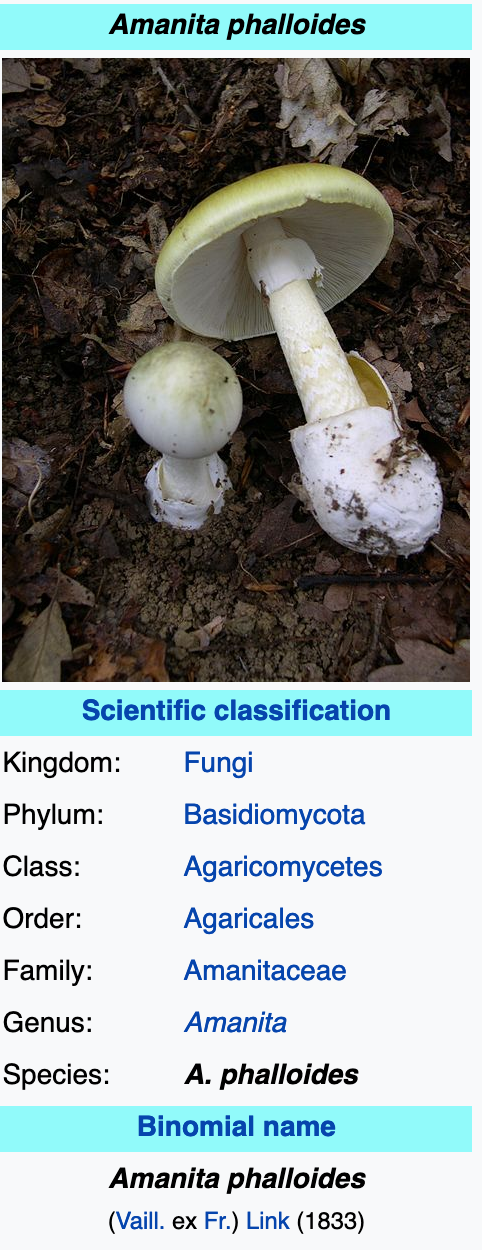 Amanita phalloides
Scientific classification
Kingdom: Fungi
Phylum: Basidiomycota
Class: Agaricomycetes
Order: Agaricales
Family: Amanitaceae
Genus: Amanita
Species: A. phalloides
Binomial name
Amanita phalloides
(Vaill. ex Fr.) Link (1833)